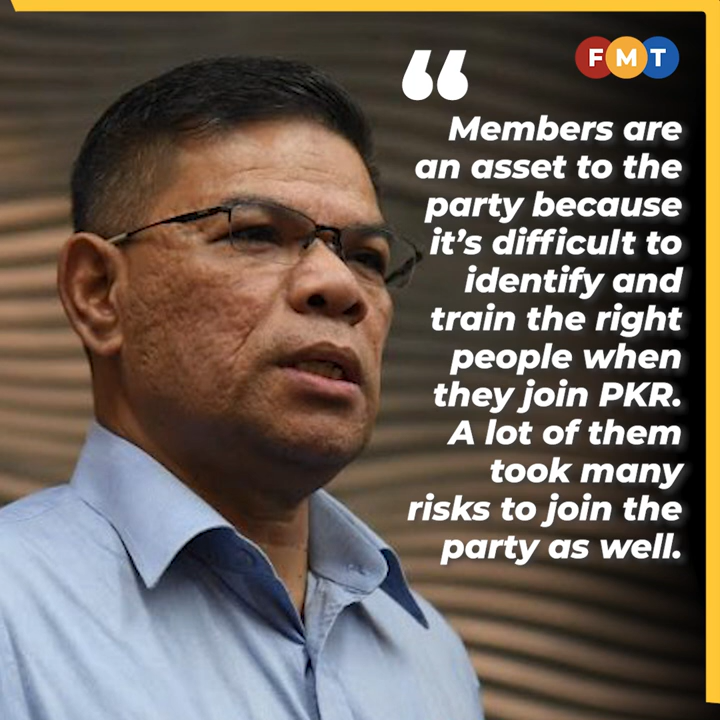 FMT
“
Members are
an asset to the
party because
it’s difficult to
identify and
train the right
people when
they join PKR.
A lot of them
took many
risks to join the
party as well.